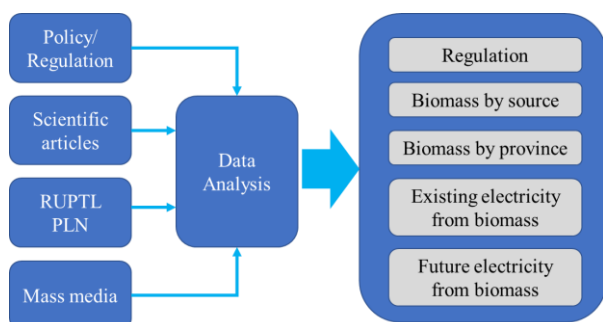 Policy/
Regulation
Scientific
articles
RUPTL
PLN
Mass media
Data
Analysis
Regulation
Biomass by source
Biomass by province
Existing electricity
from biomass
Future electricity
from biomass